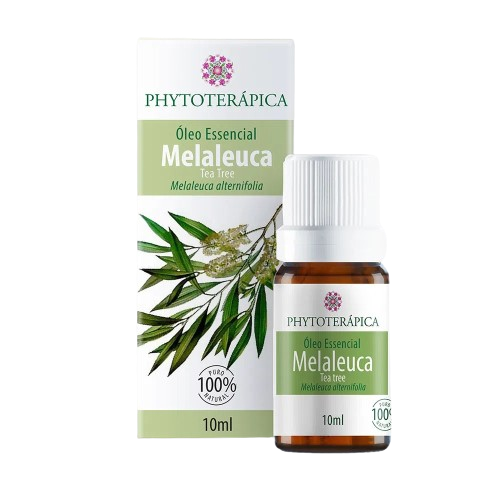 PHYTOTERÁPICA
Óleo Essencial
Melaleuca
Tea Tree
Melaleuca alternifolia
PURO
100%
NATURAL
10ml
PHYTOTERÁPICA
Óleo Essencial
Melaleuca
Tea tree
Melaleuca alternifolia
100%
10ml